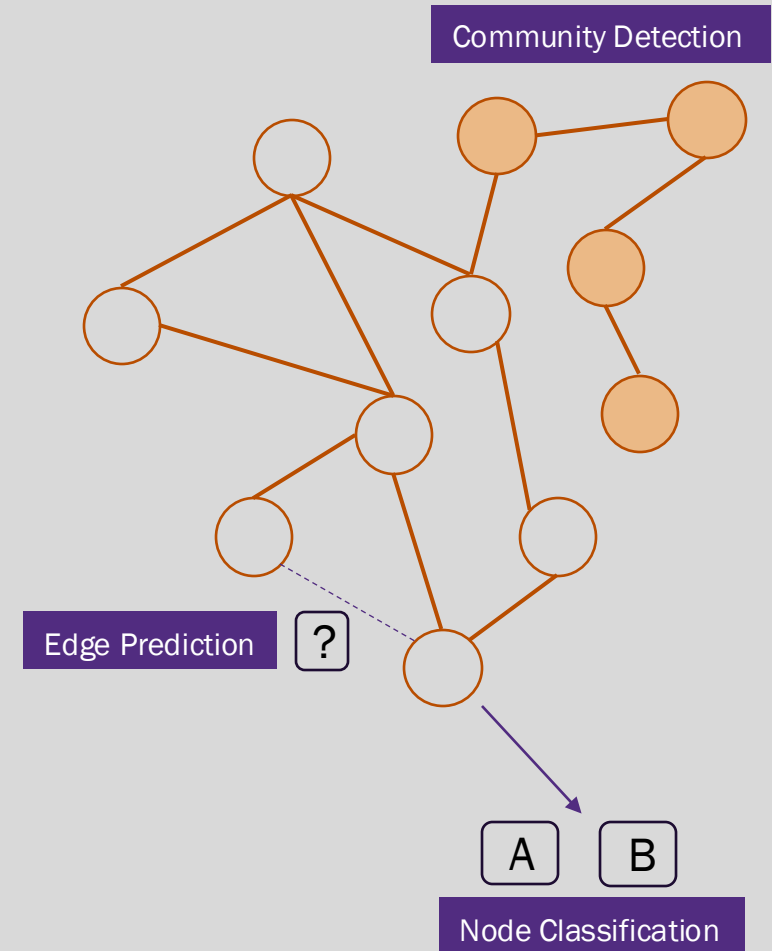 Community Detection
Edge Prediction
?
A
B
Node Classification